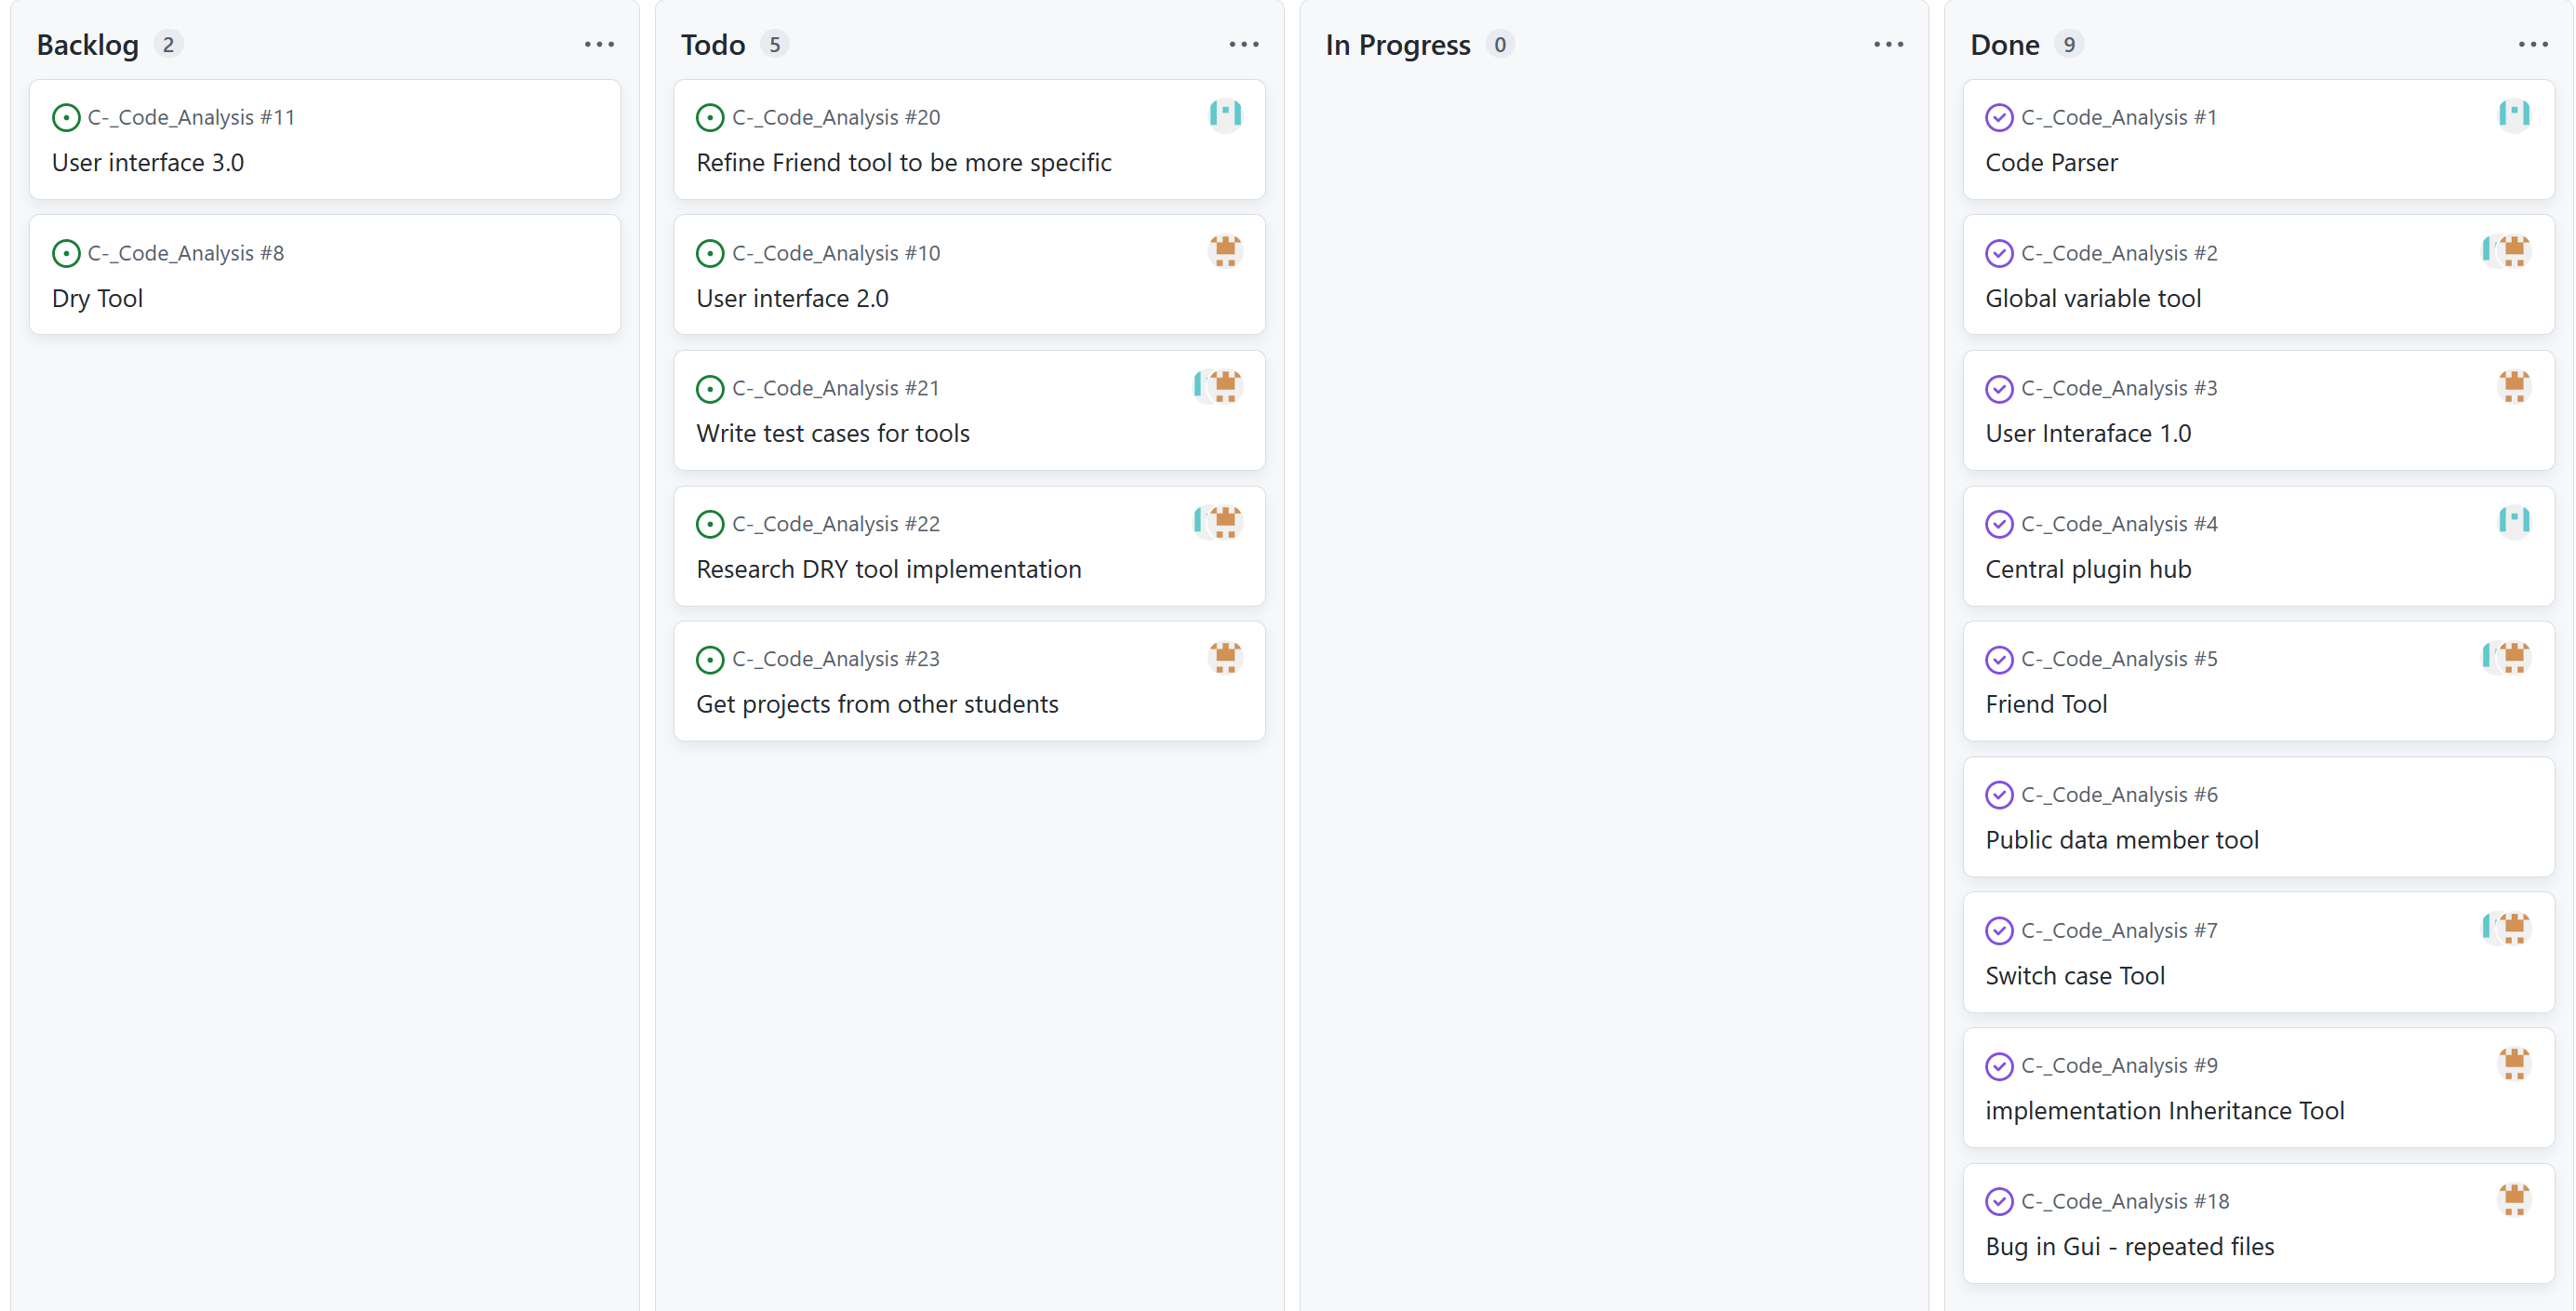 Backlog 2
C-_Code_Analysis #11
User interface 3.0
C-_Code_Analysis #8
Dry Tool
Todo 5
C-_Code_Analysis #20
Refine Friend tool to be more specific
C-_Code_Analysis #10
User interface 2.0
C-_Code_Analysis #21
Write test cases for tools
C-_Code_Analysis #22
Research DRY tool implementation
C-_Code_Analysis #23
Get projects from other students
In Progress 0
Done 9
C-_Code_Analysis #1
Code Parser
C-_Code_Analysis #2
Global variable tool
C-_Code_Analysis #3
User Interaface 1.0
C-_Code_Analysis #4
Central plugin hub
C-_Code_Analysis #5
Friend Tool
C-_Code_Analysis #6
Public data member tool
C-_Code_Analysis #7
Switch case Tool
C-_Code_Analysis #9
implementation Inheritance Tool
C-_Code_Analysis #18
Bug in Gui - repeated files